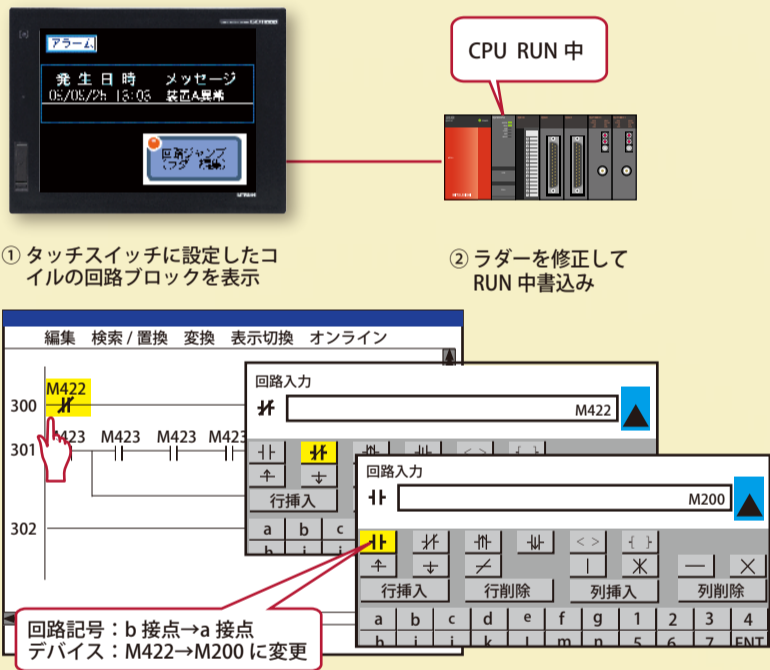 アラーム
発生日時 メッセージ
05/05/25 13:03 装置A異常
回路ジャンプ
(ラダー編集)
CPU RUN 中
MITSUBISHI
① タッチスイッチに設定したコ
イルの回路ブロックを表示
② ラダーを修正して
RUN 中書込み
編集 検索 / 置換 変換 表示切換 オンライン
M422
300
301 M423 M423 M423 M423
302
回路入力
M422
行挿入
a b c
h i j
回路入力
M200
< > { }
行挿入 行削除 列挿入 列削除
a b c d e f g 1 2 3 4
h i j k l m n 5 6 7 ENT
回路記号：b 接点→a 接点
デバイス：M422→M200 に変更